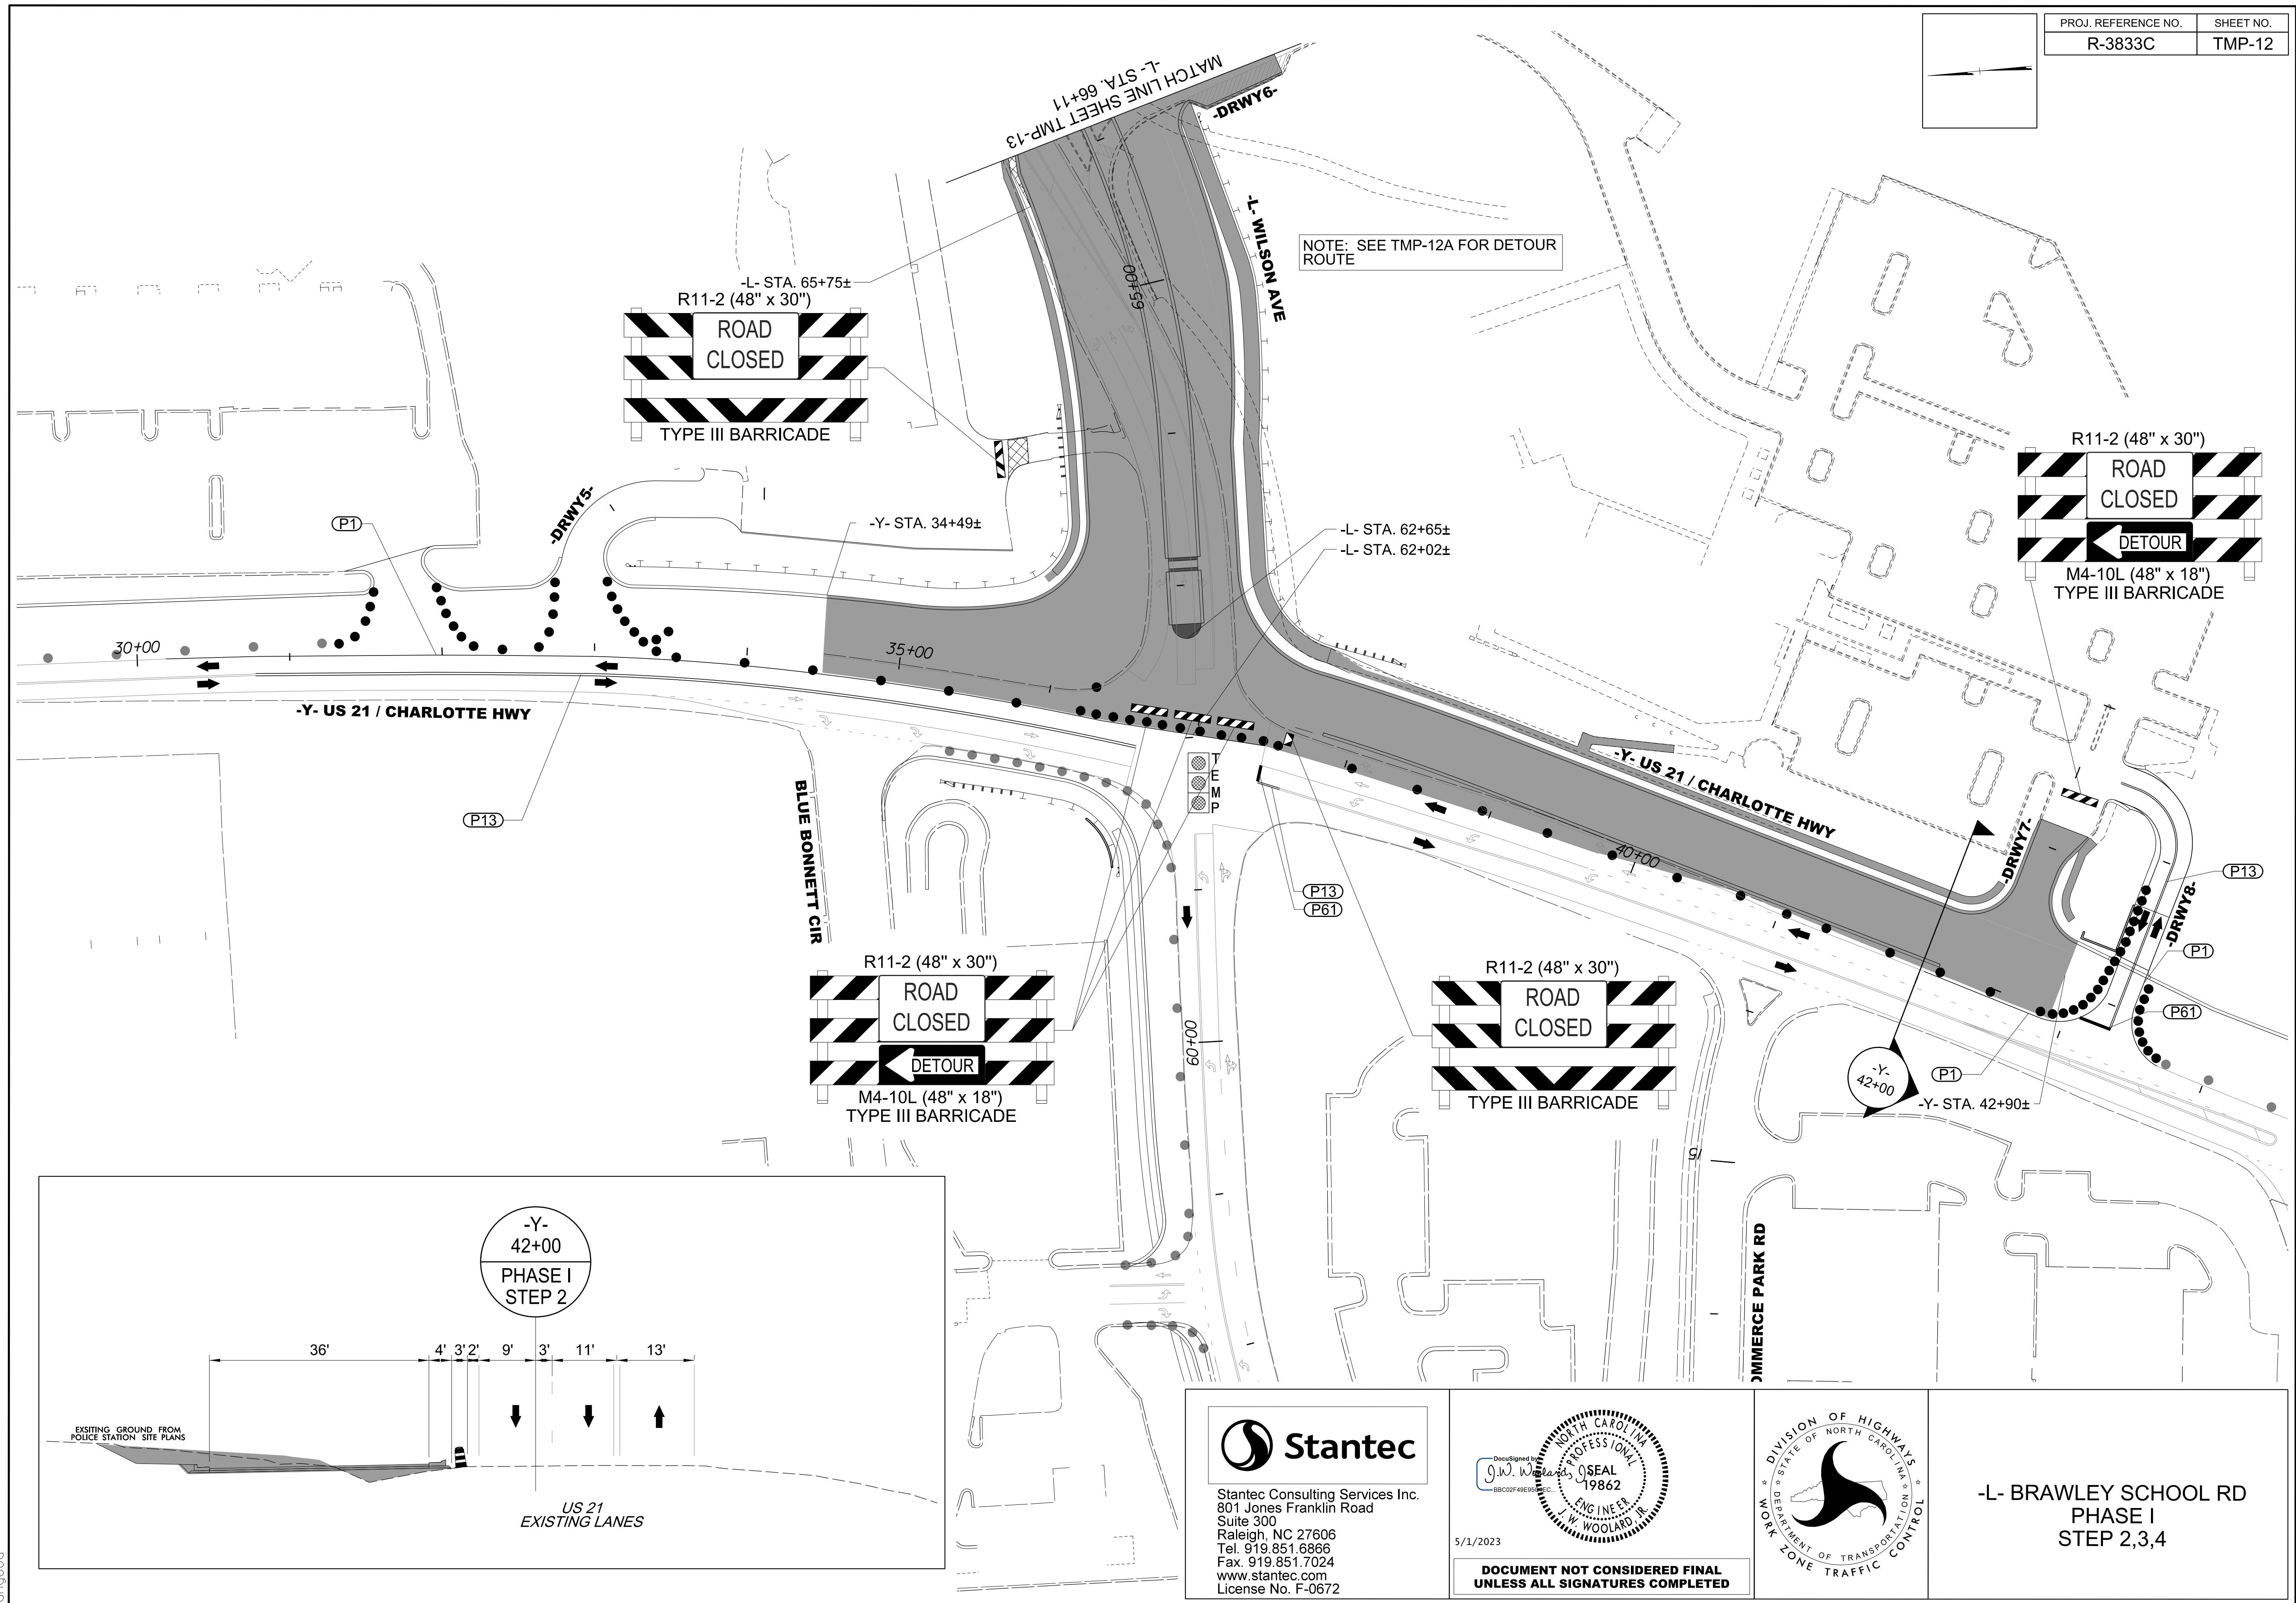 PROJ. REFERENCE NO.
SHEET NO.
R-3833C
TMP-12
MATCH LINE SHEET TMP-13
-L- STA. 66+11
-DRWY6-
-L- WILSON AVE
NOTE: SEE TMP-12A FOR DETOUR
ROUTE
65+00
-L- STA. 65+75±
R11-2 (48" x 30")
ROAD
CLOSED
TYPE III BARRICADE
R11-2 (48" x 30")
ROAD
CLOSED
DETOUR
M4-10L (48" x 18")
TYPE III BARRICADE
P1
-DRWY5-
-Y- STA. 34+49±
-L- STA. 62+65±
-L- STA. 62+02±
30+00
35+00
-Y- US 21 / CHARLOTTE HWY
P13
BLUE BONNETT CIR
TEMP
-Y- US 21 / CHARLOTTE HWY
40+00
-DRWY7-
-DRWY8-
P13
P13
P61
P1
P61
R11-2 (48" x 30")
ROAD
CLOSED
DETOUR
M4-10L (48" x 18")
TYPE III BARRICADE
60+00
R11-2 (48" x 30")
ROAD
CLOSED
TYPE III BARRICADE
-Y-
42+00
P1
-Y- STA. 42+90±
OMMERCE PARK RD
-Y-
42+00
PHASE I
STEP 2
36'
4'
3'
2'
9'
3'
11'
13'
EXSITING GROUND FROM
POLICE STATION SITE PLANS
US 21
EXISTING LANES
Stantec
Stantec Consulting Services Inc.
801 Jones Franklin Road
Suite 300
Raleigh, NC 27606
Tel. 919.851.6866
Fax. 919.851.7024
www.stantec.com
License No. F-0672
DocuSigned by
J.W. Woolard, Jr.
NORTH CAROLINA
PROFESSIONAL
SEAL
19862
ENGINEER
J. W. WOOLARD, JR.
5/1/2023
DOCUMENT NOT CONSIDERED FINAL
UNLESS ALL SIGNATURES COMPLETED
DIVISION OF HIGHWAYS
STATE OF NORTH CAROLINA
DEPARTMENT OF TRANSPORTATION
WORK ZONE TRAFFIC CONTROL
-L- BRAWLEY SCHOOL RD
PHASE I
STEP 2,3,4